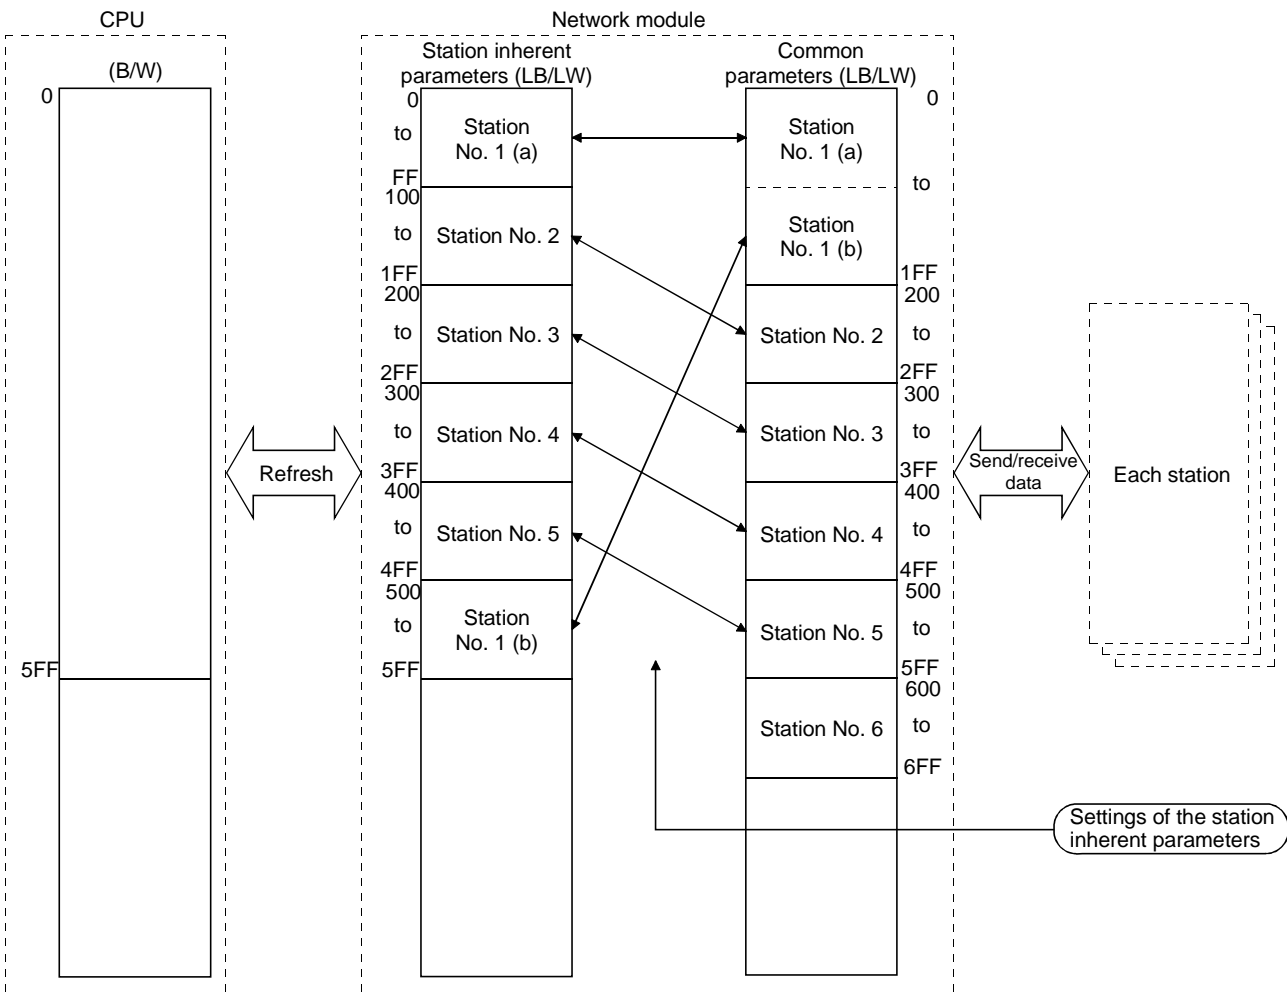 CPU
Network module
(B/W)
0
5FF
Refresh
Station inherent
parameters (LB/LW)
0
to
FF
Station
No. 1 (a)
100
to
1FF
Station No. 2
200
to
2FF
Station No. 3
300
to
3FF
Station No. 4
400
to
4FF
Station No. 5
500
to
5FF
Station
No. 1 (b)
Common
parameters (LB/LW)
0
Station
No. 1 (a)
to
Station
No. 1 (b)
1FF
200
Station No. 2
to
2FF
300
Station No. 3
to
3FF
400
Station No. 4
to
4FF
500
Station No. 5
to
5FF
600
Station No. 6
to
6FF
Send/receive
data
Each station
Settings of the station
inherent parameters